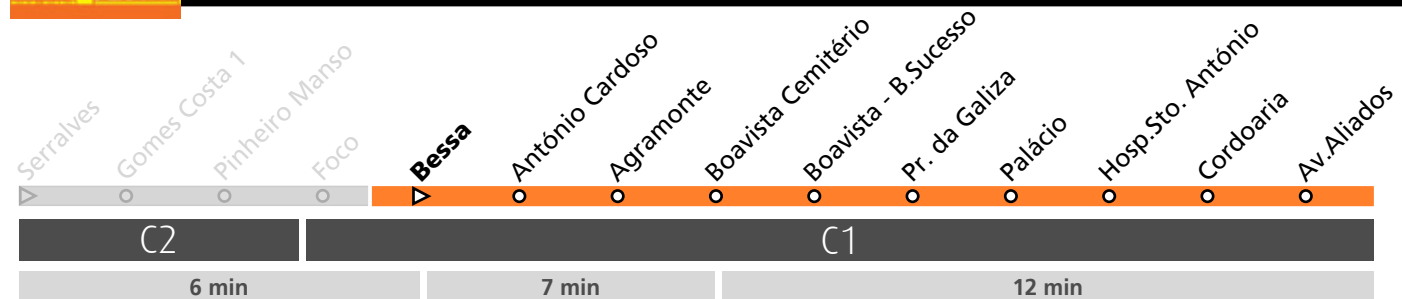 Serralves
Gomes Costa 1
Pinheiro Manso
Foco
Bessa
António Cardoso
Agramonte
Boavista Cemitério
Boavista - B.Sucesso
Pr. da Galiza
Palácio
Hosp.Sto. António
Cordoaria
Av.Aliados
C2
C1
6 min
7 min
12 min